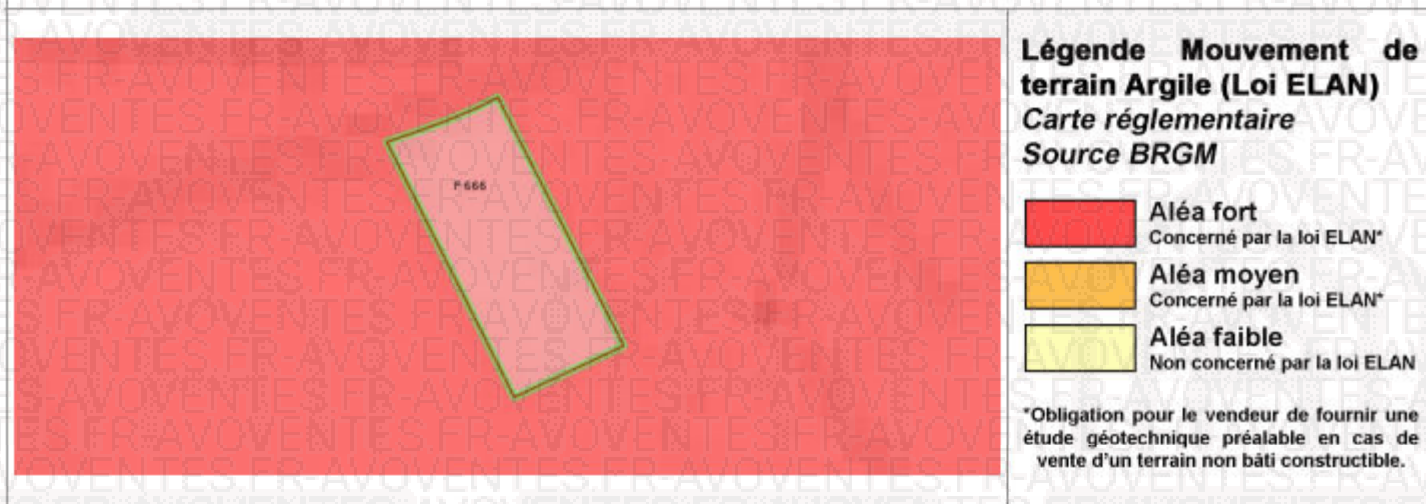 P 666
Légende Mouvement de
terrain Argile (Loi ELAN)
Carte réglementaire
Source BRGM
Aléa fort
Concerné par la loi ELAN*
Aléa moyen
Concerné par la loi ELAN*
Aléa faible
Non concerné par la loi ELAN
*Obligation pour le vendeur de fournir une
étude géotechnique préalable en cas de
vente d'un terrain non bâti constructible.
AVOVENTES.FR